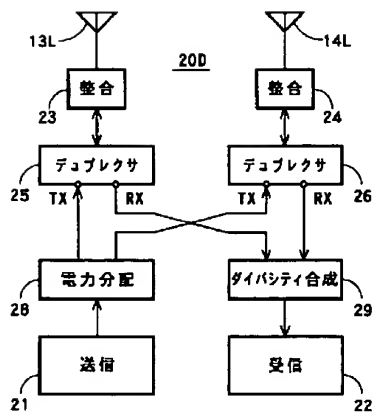 13L
14L
20D
整合
整合
23
24
デュプレクサ
デュプレクサ
25
TX
RX
TX
RX
26
電力分配
ダイバシティ合成
28
29
送信
受信
21
22